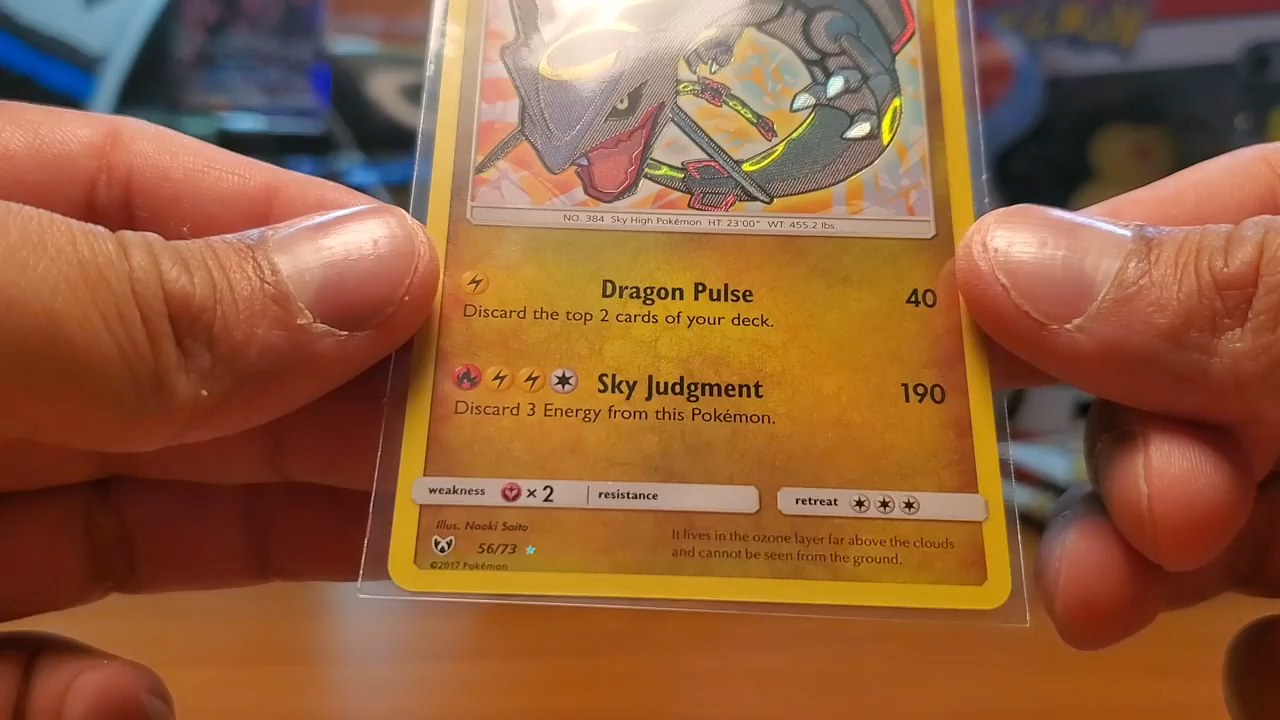 POKÉMON
NO. 384 Sky High Pokémon HT: 23'00" WT: 455.2 lbs.
Dragon Pulse 40
Discard the top 2 cards of your deck.
Sky Judgment 190
Discard 3 Energy from this Pokémon.
weakness ×2 resistance retreat
Illus. Naoki Saito
56/73
©2017 Pokémon
It lives in the ozone layer far above the clouds
and cannot be seen from the ground.